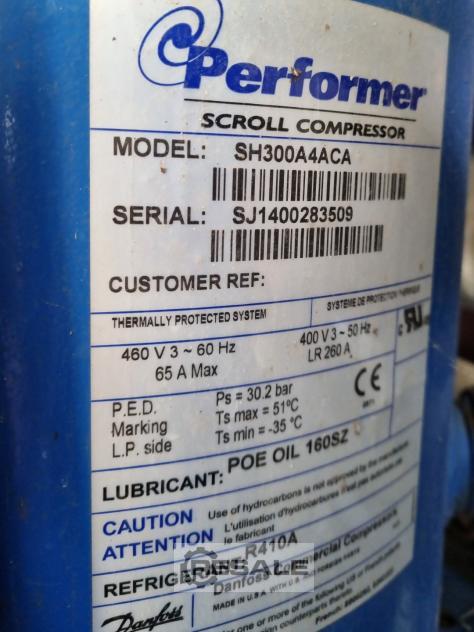 Performer
SCROLL COMPRESSOR
MODEL: SH300A4ACA
SERIAL: SJ1400283509
CUSTOMER REF:
THERMALLY PROTECTED SYSTEM SYSTEME DE PROTECTION THERMIQUE
460 V 3 ~ 60 Hz 400 V 3 ~ 50 Hz
65 A Max LR 260 A
P.E.D. Ps = 30.2 bar
Marking Ts max = 51°C
L.P. side Ts min = -35 °C
CE
LUBRICANT: POE OIL 160SZ
CAUTION Use of hydrocarbons is not approved by the
ATTENTION L'utilisation d'hydrocarbures n'est pas
le fabricant
REFRIGERANT R410A
RESALE
Danfoss Commercial Compressors
MADE IN U.S.A. WITH U.S.
Danfoss